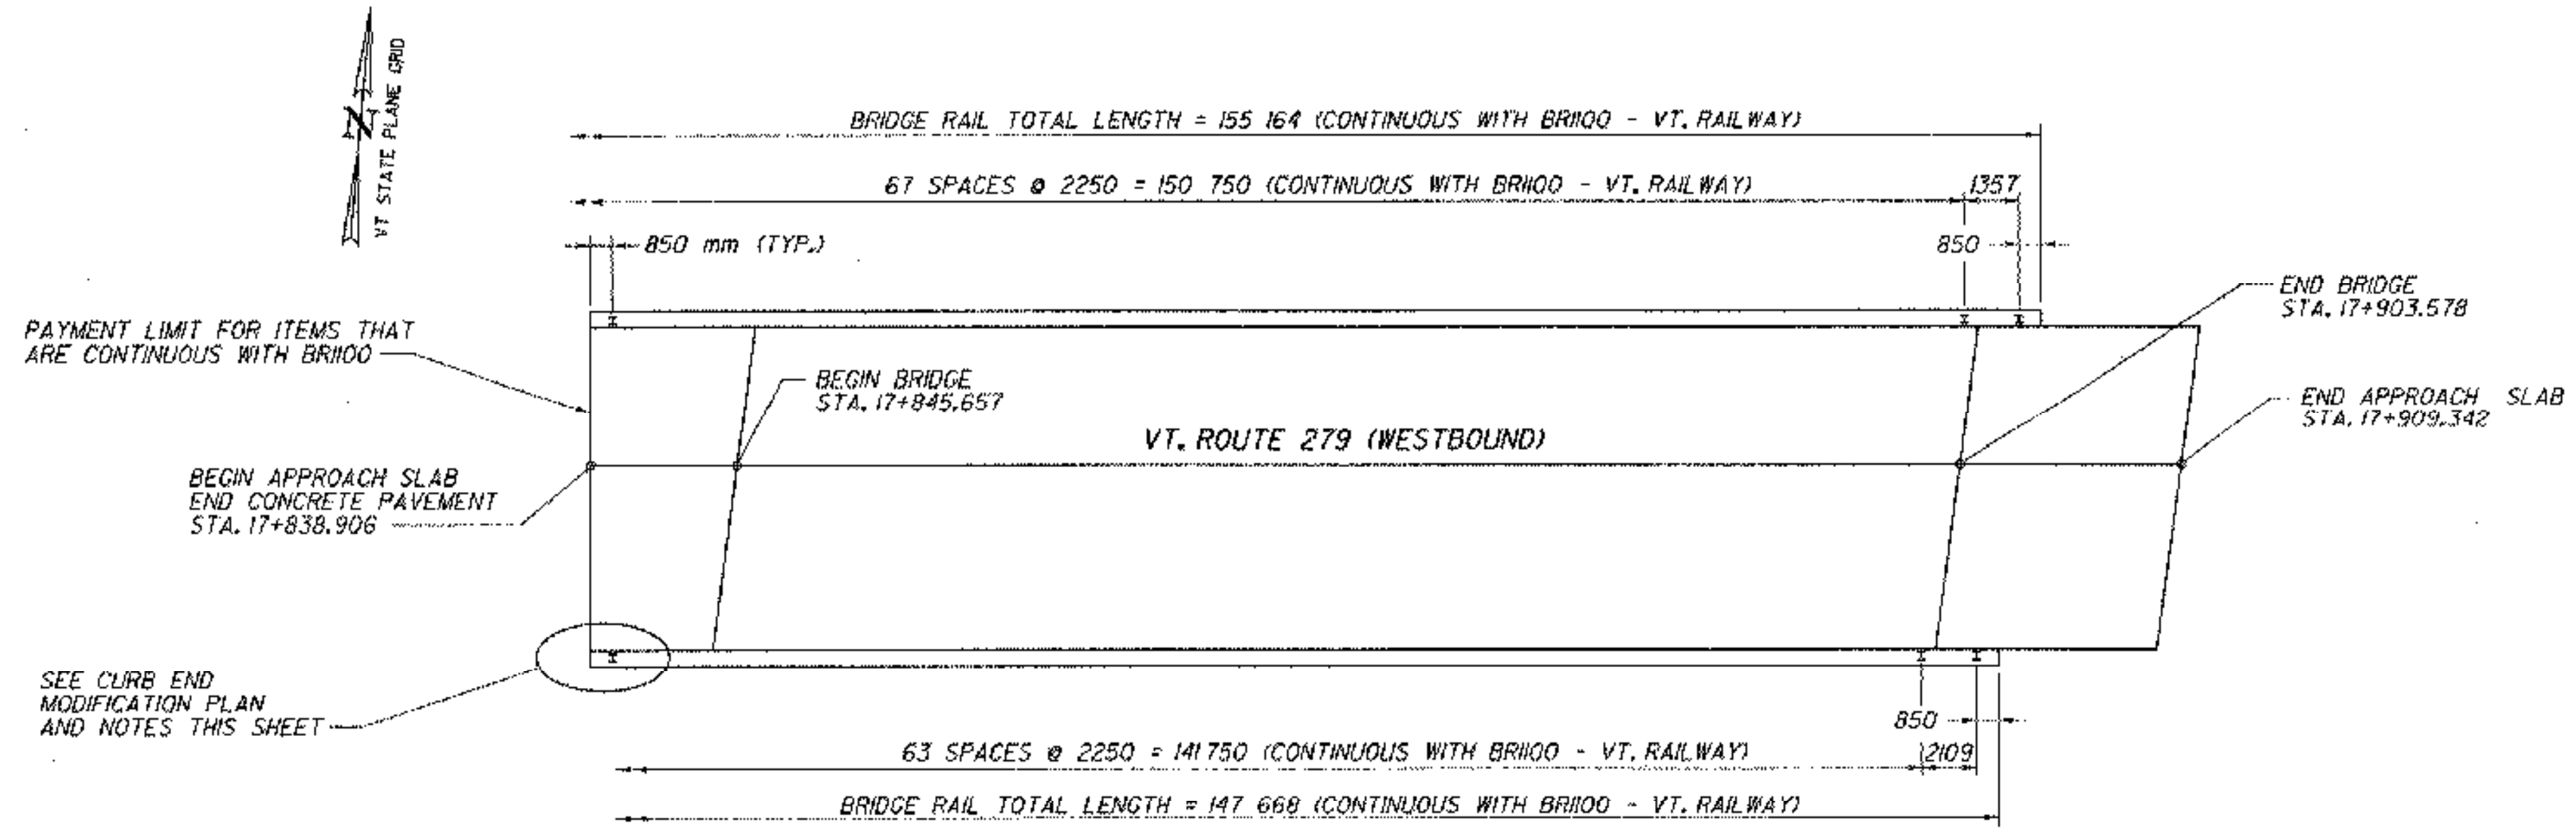 N
VT STATE PLANE GRID
BRIDGE RAIL TOTAL LENGTH = 155 164 (CONTINUOUS WITH BR1100 - VT. RAILWAY)
67 SPACES @ 2250 = 150 750 (CONTINUOUS WITH BR1100 - VT. RAILWAY)
1357
850 mm (TYP.)
850
END BRIDGE
STA. 17+903.578
PAYMENT LIMIT FOR ITEMS THAT
ARE CONTINUOUS WITH BR1100
BEGIN BRIDGE
STA. 17+845.657
END APPROACH SLAB
STA. 17+909.342
VT. ROUTE 279 (WESTBOUND)
BEGIN APPROACH SLAB
END CONCRETE PAVEMENT
STA. 17+838.906
SEE CURB END
MODIFICATION PLAN
AND NOTES THIS SHEET
850
63 SPACES @ 2250 = 141 750 (CONTINUOUS WITH BR1100 - VT. RAILWAY)
2109
BRIDGE RAIL TOTAL LENGTH = 147 668 (CONTINUOUS WITH BR1100 - VT. RAILWAY)